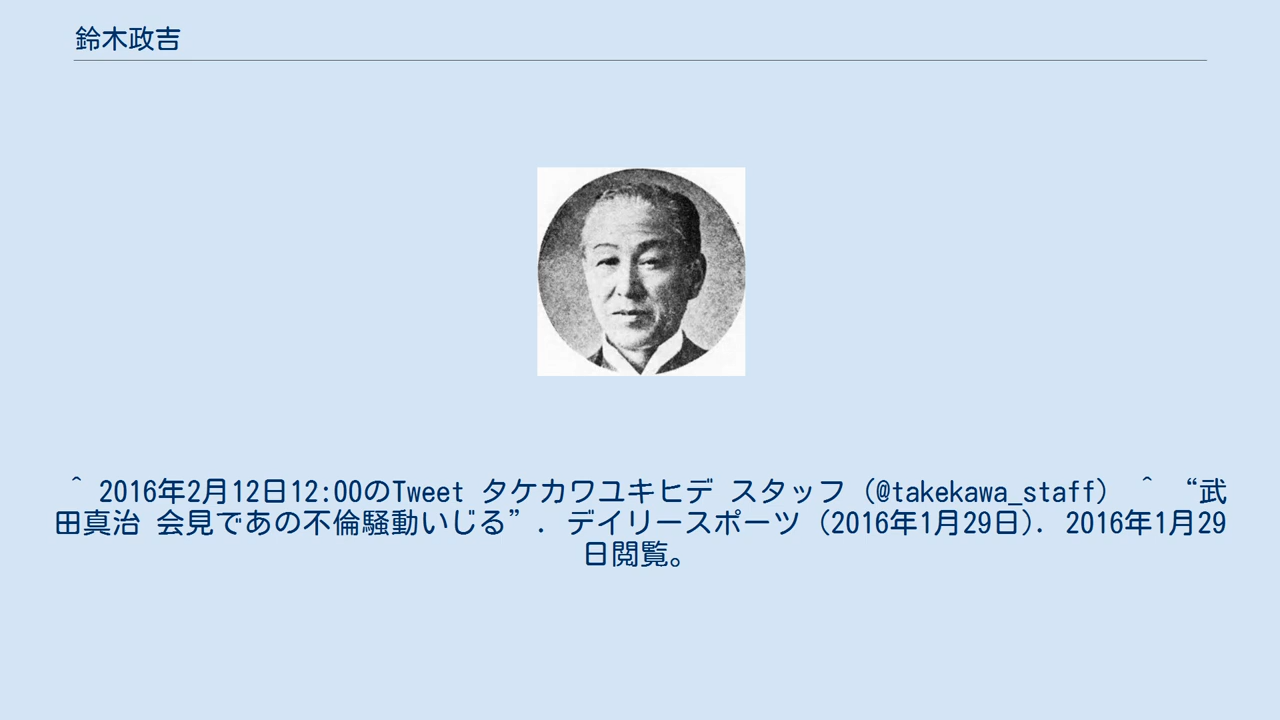 鈴木政吉
^ 2016年2月12日12:00のTweet タケカワユキヒデ スタッフ (@takekawa_staff) ^ “武
田真治 会見であの不倫騒動いじる”. デイリースポーツ (2016年1月29日). 2016年1月29
日閲覧。